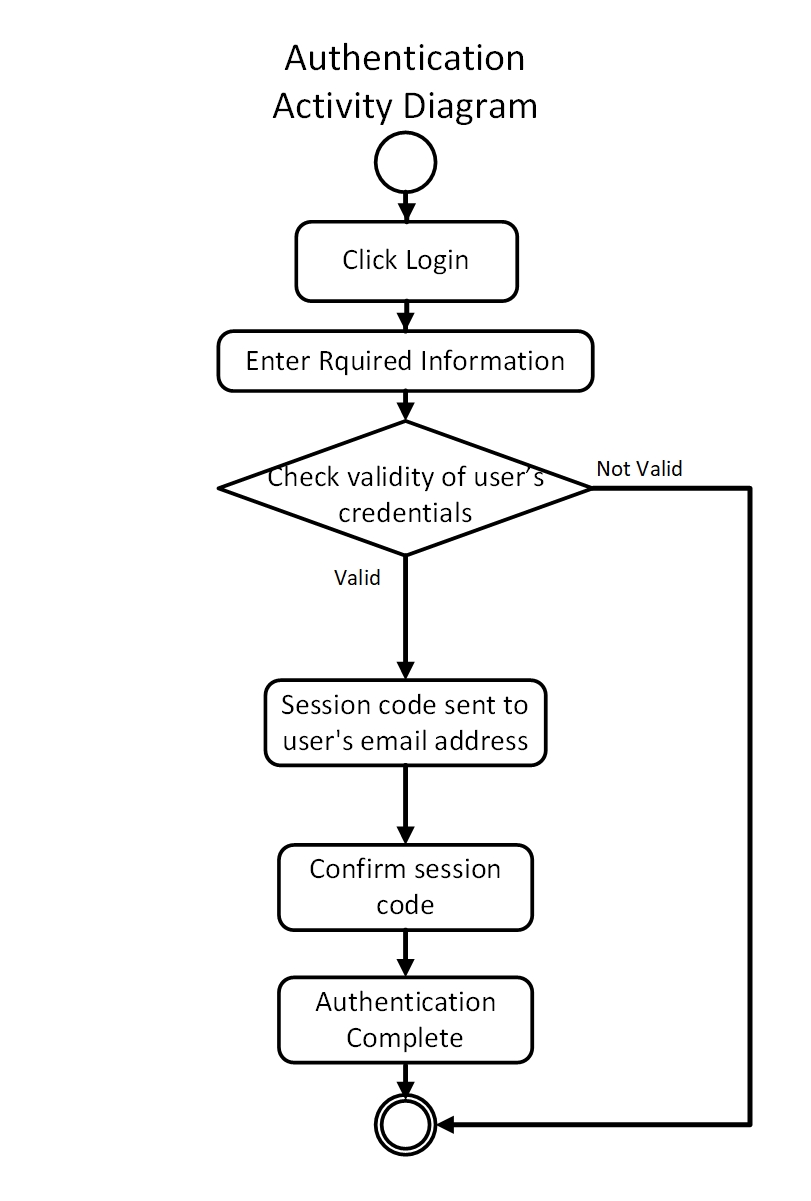 Authentication
Activity Diagram
Click Login
Enter Rquired Information
Check validity of user’s
credentials
Not Valid
Valid
Session code sent to
user's email address
Confirm session
code
Authentication
Complete